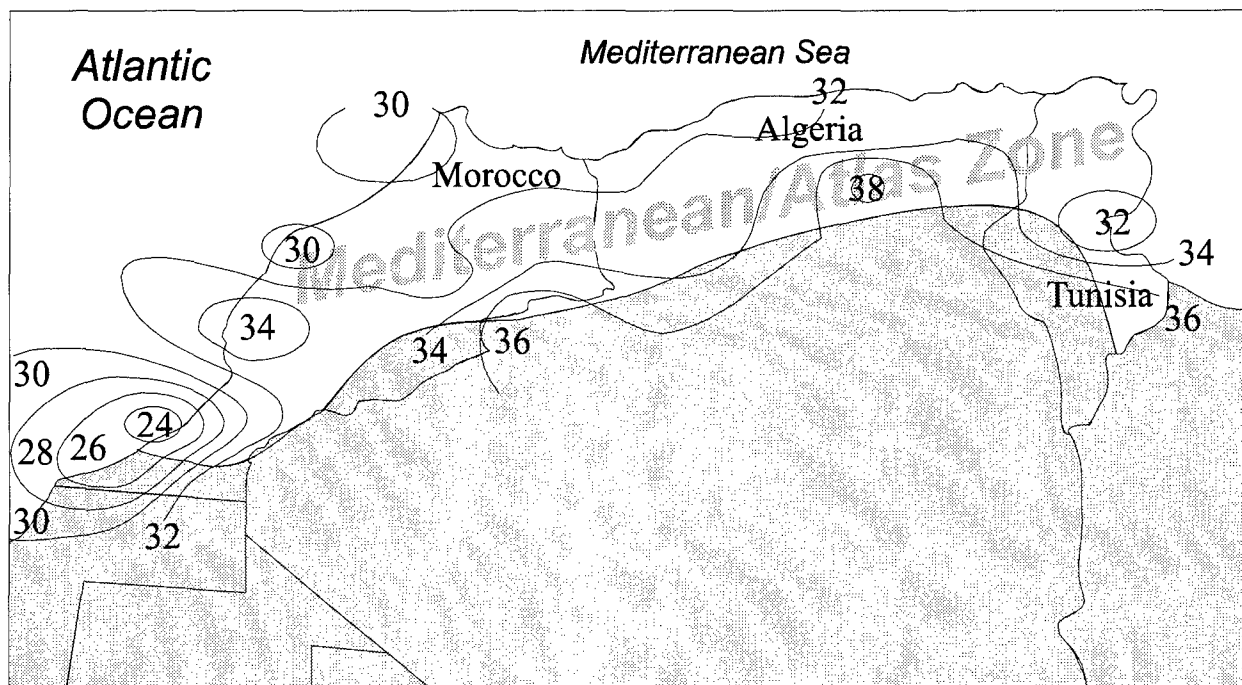 Atlantic
Ocean
Mediterranean Sea
30
32
Algeria
Morocco
Mediterranean/Atlas Zone
38
32
30
34
34
36
34
36
Tunisia
30
24
28
26
30
32